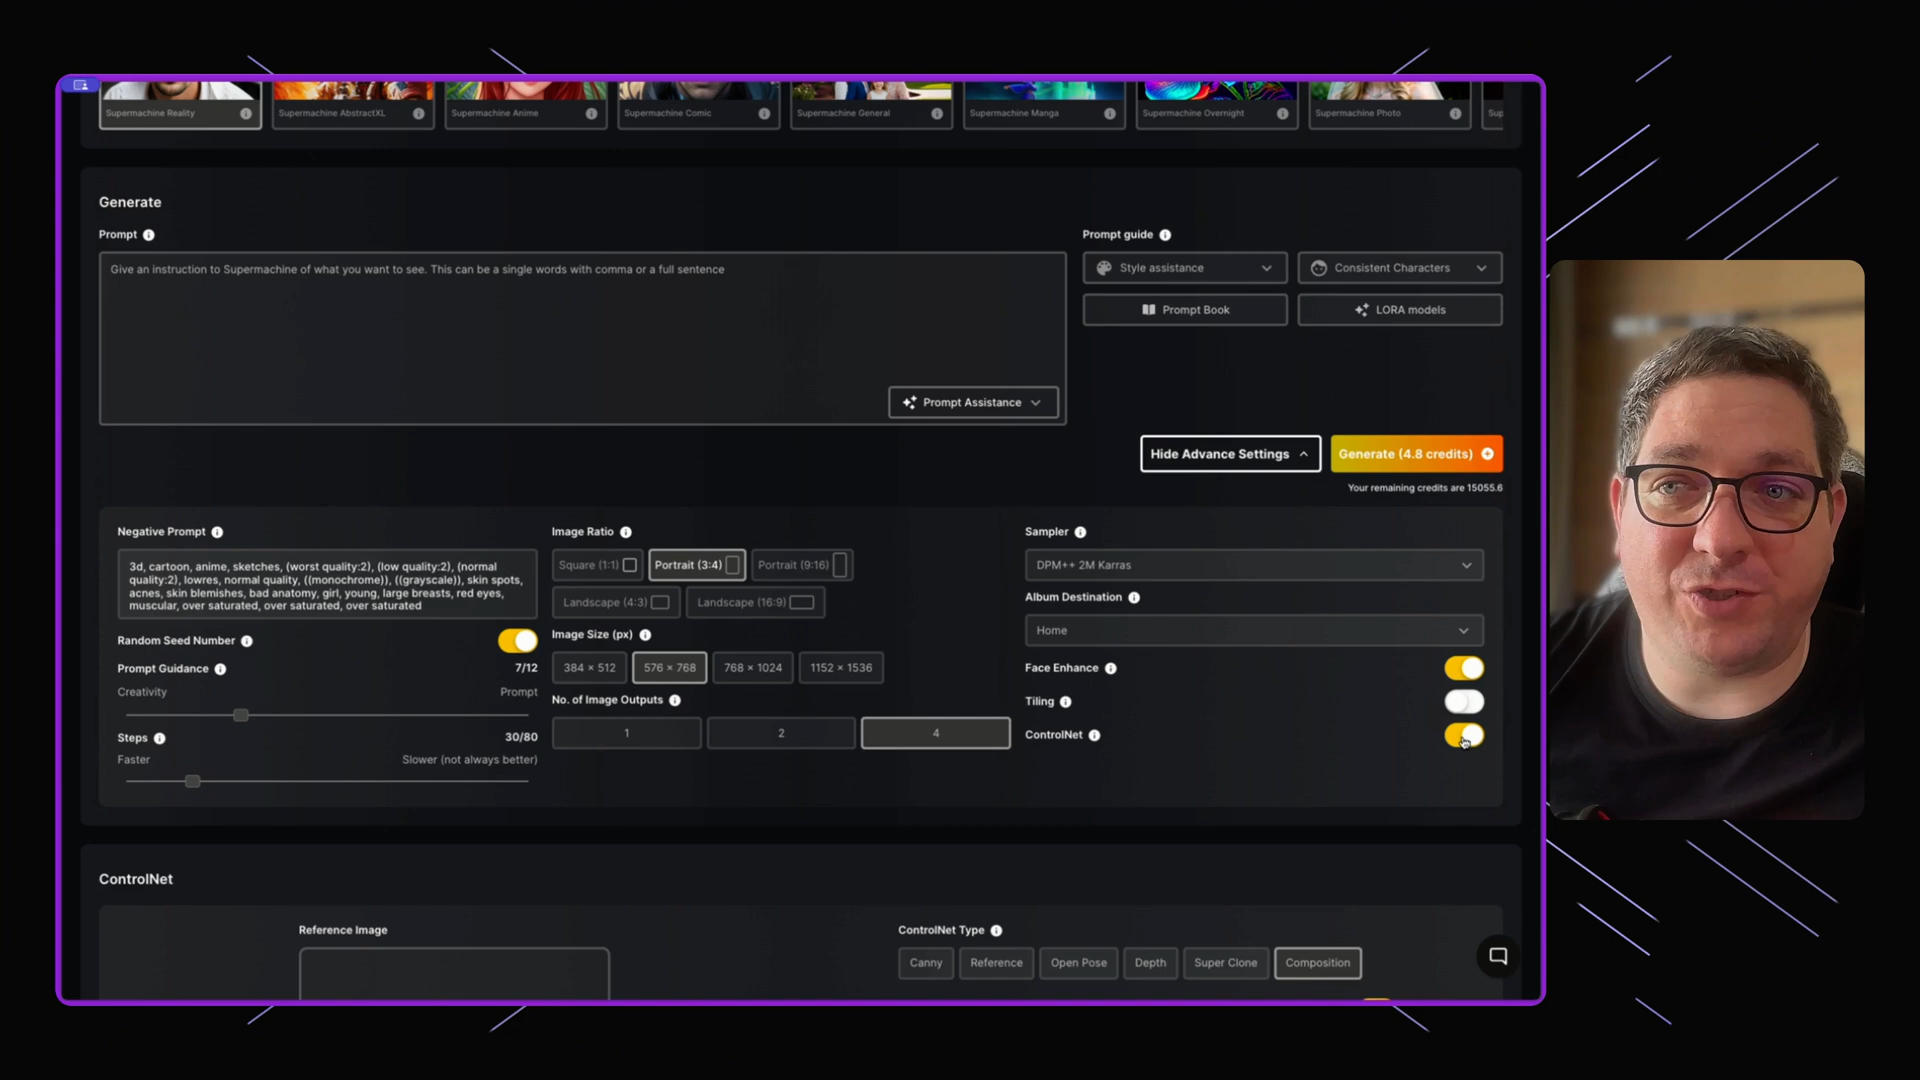 Supermachine Reality
Supermachine AbstractXL
Supermachine Anime
Supermachine Comic
Supermachine General
Supermachine Manga
Supermachine Overnight
Supermachine Photo
Sup
Generate
Prompt
Give an instruction to Supermachine of what you want to see. This can be a single words with comma or a full sentence
Prompt Assistance
Prompt guide
Style assistance
Consistent Characters
Prompt Book
LORA models
Hide Advance Settings
Generate (4.8 credits)
Your remaining credits are 15055.6
Negative Prompt
3d, cartoon, anime, sketches, (worst quality:2), (low quality:2), (normal
quality:2), lowres, normal quality, ((monochrome)), ((grayscale)), skin spots,
acnes, skin blemishes, bad anatomy, girl, young, large breasts, red eyes,
muscular, over saturated, over saturated, over saturated
Random Seed Number
Prompt Guidance
7/12
Creativity
Prompt
Steps
30/80
Faster
Slower (not always better)
Image Ratio
Square (1:1)
Portrait (3:4)
Portrait (9:16)
Landscape (4:3)
Landscape (16:9)
Image Size (px)
384 × 512
576 × 768
768 × 1024
1152 × 1536
No. of Image Outputs
1
2
4
Sampler
DPM++ 2M Karras
Album Destination
Home
Face Enhance
Tiling
ControlNet
ControlNet
Reference Image
ControlNet Type
Canny
Reference
Open Pose
Depth
Super Clone
Composition